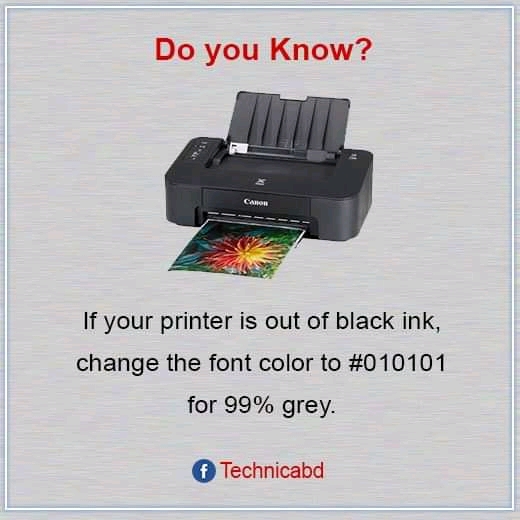 Do you Know?
Canon
If your printer is out of black ink,
change the font color to #010101
for 99% grey.
f Technicabd